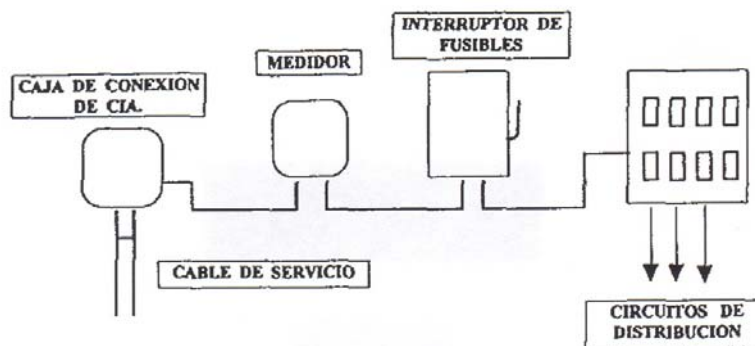 INTERRUPTOR DE
FUSIBLES
MEDIDOR
CAJA DE CONEXION
DE CIA.
CABLE DE SERVICIO
CIRCUITOS DE
DISTRIBUCION